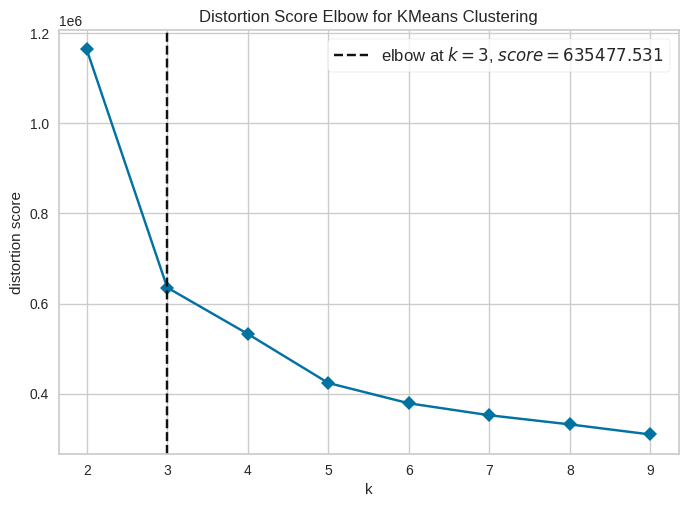 Distortion Score Elbow for KMeans Clustering
1e6
elbow at k = 3, score = 635477.531
1.2
1.0
0.8
0.6
0.4
distortion score
2 3 4 5 6 7 8 9
k